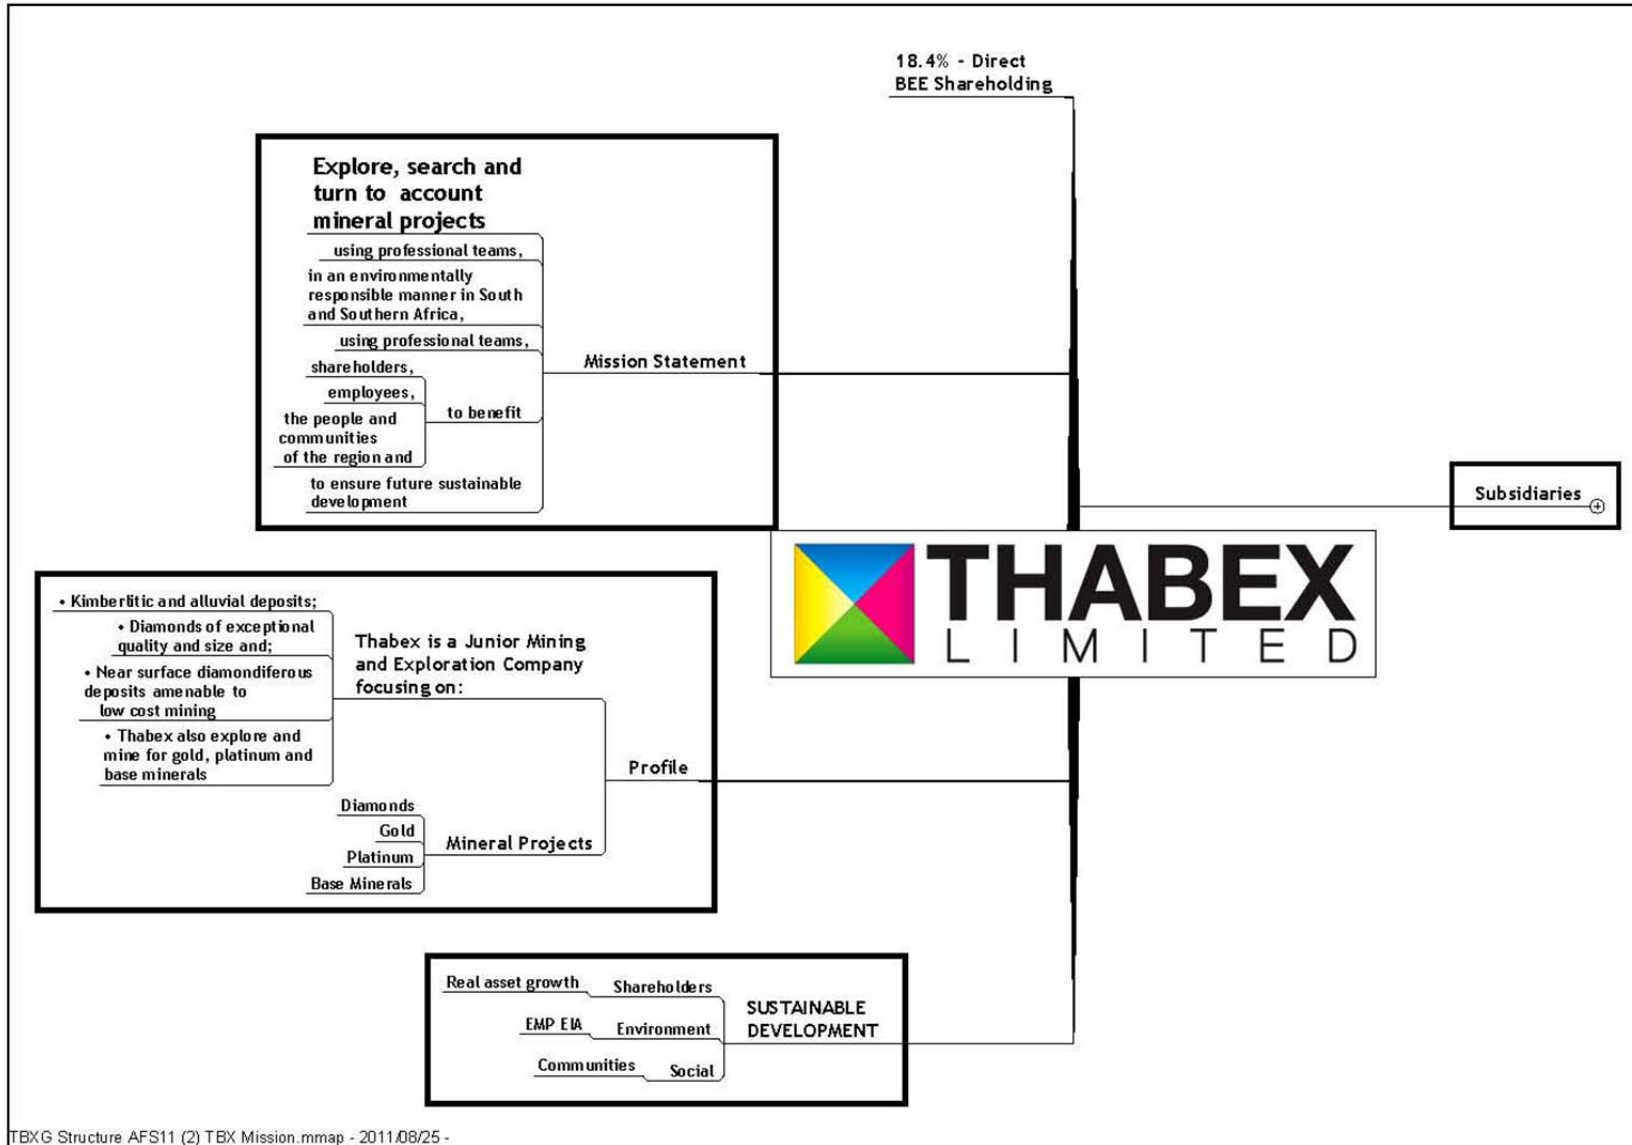 18.4% - Direct
BEE Shareholding
Explore, search and
turn to account
mineral projects
using professional teams,
in an environmentally
responsible manner in South
and Southern Africa,
using professional teams,
shareholders,
employees,
the people and
communities
of the region and
to benefit
to ensure future sustainable
development
Mission Statement
Subsidiaries
THABEX
LIMITED
• Kimberlitic and alluvial deposits;
• Diamonds of exceptional
quality and size and;
• Near surface diamondiferous
deposits amenable to
low cost mining
• Thabex also explore and
mine for gold, platinum and
base minerals
Thabex is a Junior Mining
and Exploration Company
focusing on:
Profile
Diamonds
Gold
Platinum
Base Minerals
Mineral Projects
Real asset growth
Shareholders
EMP EIA
Environment
Communities
Social
SUSTAINABLE
DEVELOPMENT
TBXG Structure AFS11 (2) TBX Mission.mmap - 2011/08/25 -